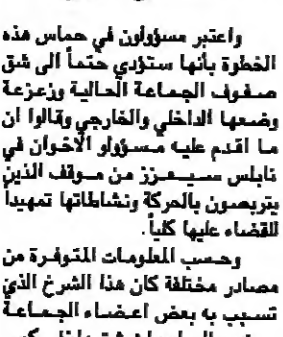 واعتبر مسؤولون في حماس هذه
الخطوة بأنها ستؤدي حتماً الى شق
صفوف الجماعة الحالية وزعزعة
وضعها الداخلي والخارجي وقالوا ان
ما اقدم عليه مسؤولو الأخوان في
نابلس سيعزز من موقف الذين
يتربصون بالحركة ونشاطاتها تمهيداً
للقضاء عليها كلياً.
وحسب المعلومات المتوفرة من
مصادر مختلفة كان هذا الشرخ الذي
تسبب به بعض اعضاء الجماعة